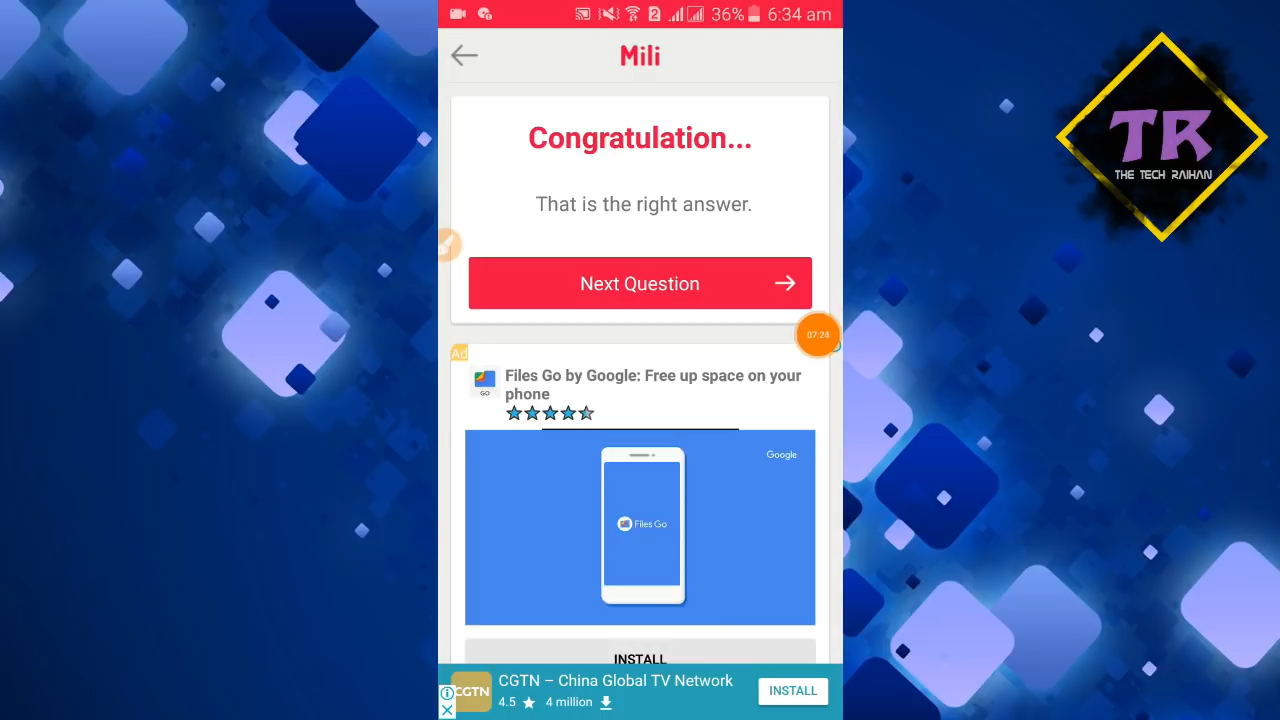 2 36% 6:34 am
Mili
Congratulation...
That is the right answer.
Next Question
07:24
Ad
Files Go by Google: Free up space on your
phone
GO
Google
Files Go
INSTALL
CGTN – China Global TV Network
CGTN
4.5 4 million
INSTALL
TR
THE TECH RAIHAN